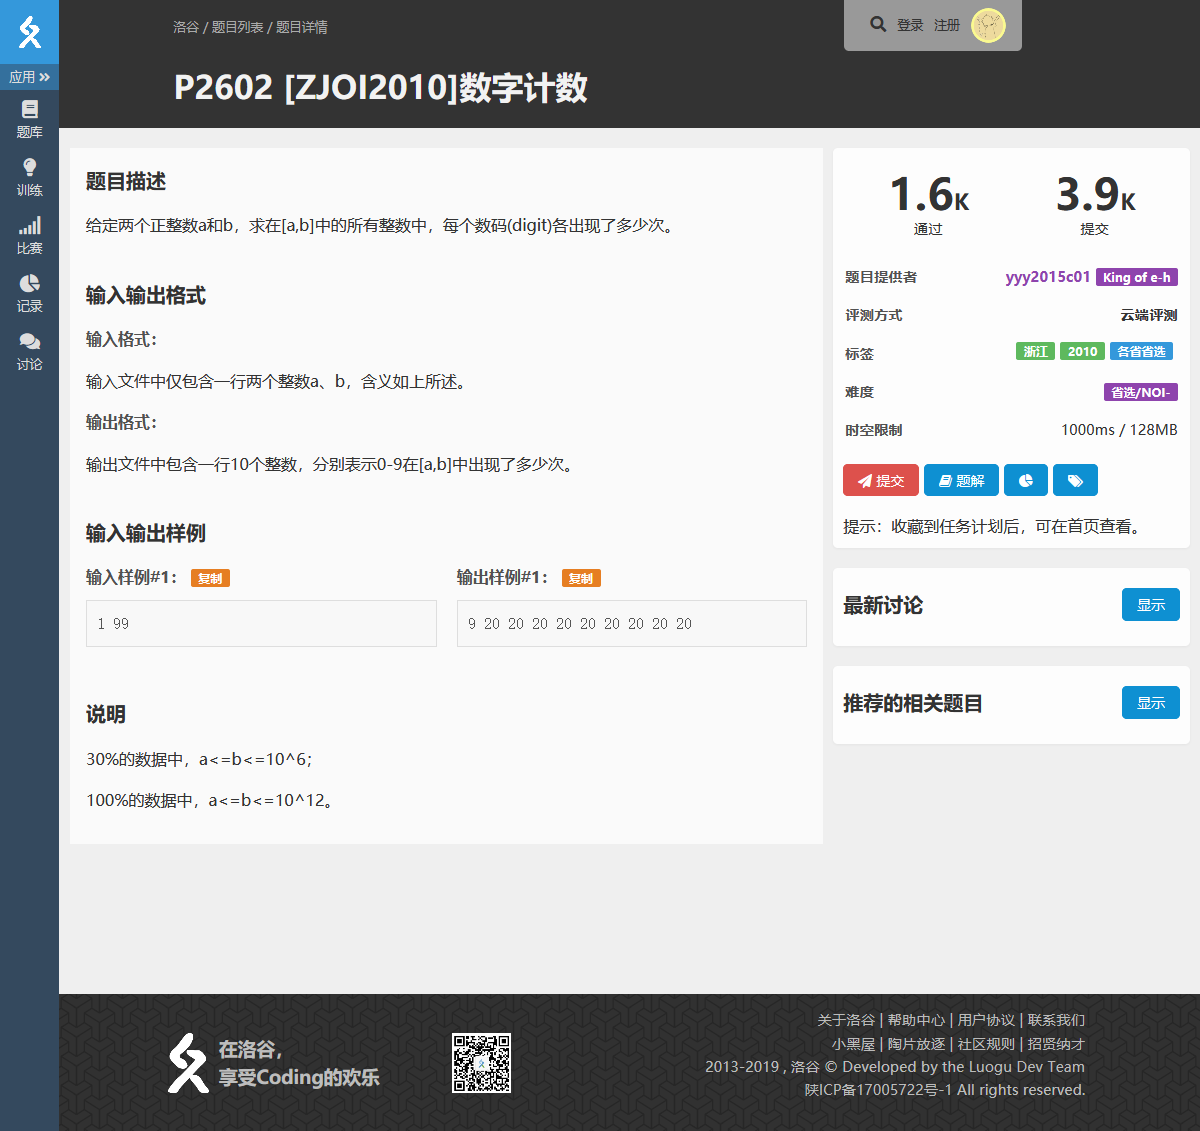 洛谷 / 题目列表 / 题目详情
登录 注册
P2602 [ZJOI2010]数字计数
应用
题库
训练
比赛
记录
讨论
题目描述
给定两个正整数a和b，求在[a,b]中的所有整数中，每个数码(digit)各出现了多少次。
输入输出格式
输入格式：
输入文件中仅包含一行两个整数a、b，含义如上所述。
输出格式：
输出文件中包含一行10个整数，分别表示0-9在[a,b]中出现了多少次。
输入输出样例
输入样例#1： 复制
1 99
输出样例#1： 复制
9 20 20 20 20 20 20 20 20 20
说明
30%的数据中，a<=b<=10^6；
100%的数据中，a<=b<=10^12。
1.6K 3.9K
通过 提交
题目提供者 yyy2015c01 King of e-h
评测方式 云端评测
标签 浙江 2010 各省省选
难度 省选/NOI-
时空限制 1000ms / 128MB
提交 题解
提示：收藏到任务计划后，可在首页查看。
最新讨论 显示
推荐的相关题目 显示
在洛谷，
享受Coding的欢乐
关于洛谷 | 帮助中心 | 用户协议 | 联系我们
小黑屋 | 陶片放逐 | 社区规则 | 招贤纳才
2013-2019 , 洛谷 © Developed by the Luogu Dev Team
陕ICP备17005722号-1 All rights reserved.